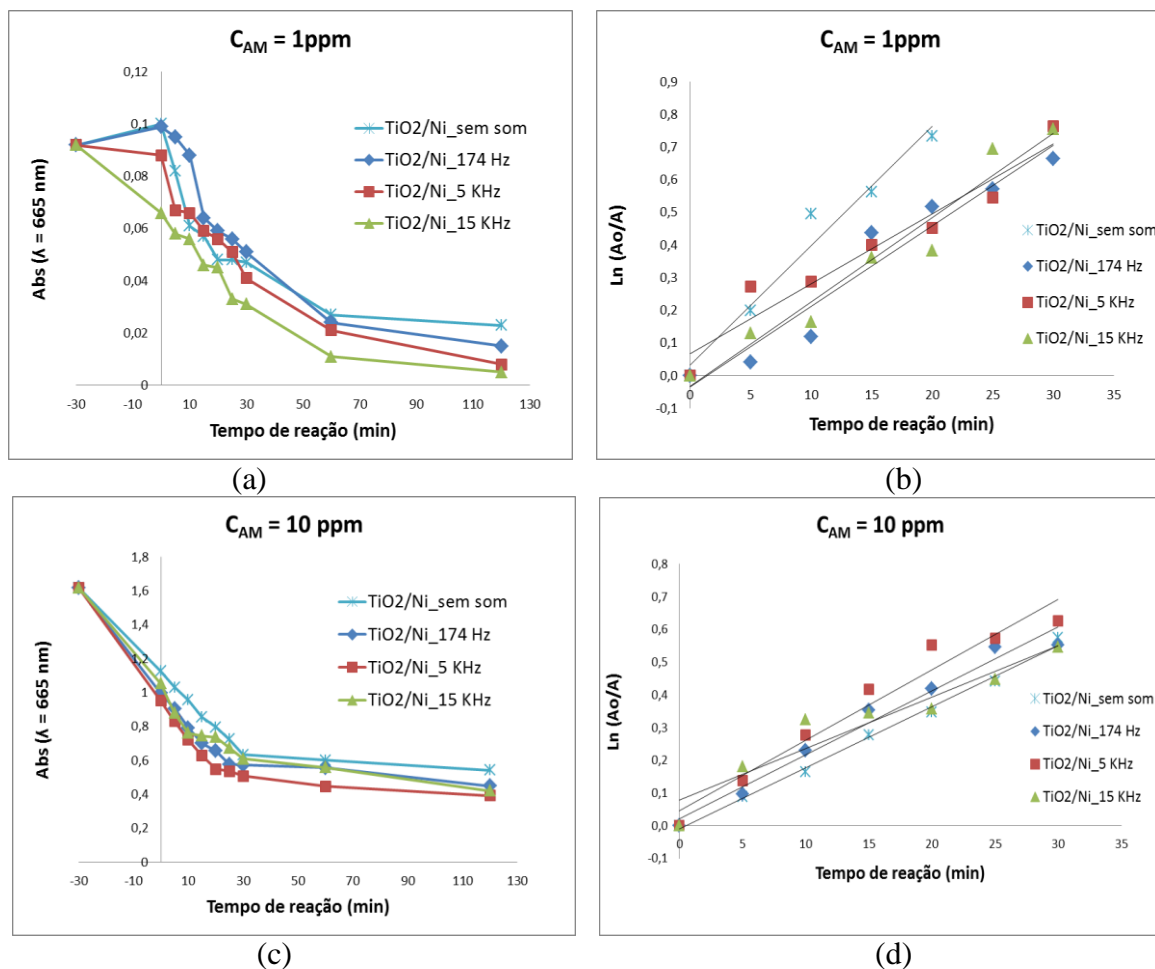 C_AM = 1ppm
Abs (λ = 665 nm)
0,12
0,1
0,08
0,06
0,04
0,02
0
-30 -10 10 30 50 70 90 110 130
Tempo de reação (min)
TiO2/Ni_sem som
TiO2/Ni_174 Hz
TiO2/Ni_5 KHz
TiO2/Ni_15 KHz
(a)
C_AM = 1ppm
Ln (Ao/A)
0,9
0,8
0,7
0,6
0,5
0,4
0,3
0,2
0,1
0,0
-0,1
0 5 10 15 20 25 30 35
Tempo de reação (min)
TiO2/Ni_sem som
TiO2/Ni_174 Hz
TiO2/Ni_5 KHz
TiO2/Ni_15 KHz
(b)
C_AM = 10 ppm
Abs (λ = 665 nm)
1,8
1,6
1,4
1,2
1
0,8
0,6
0,4
0,2
0
-30 -10 10 30 50 70 90 110 130
Tempo de reação (min)
TiO2/Ni_sem som
TiO2/Ni_174 Hz
TiO2/Ni_5 KHz
TiO2/Ni_15 KHz
(c)
C_AM = 10 ppm
Ln (Ao/A)
0,8
0,7
0,6
0,5
0,4
0,3
0,2
0,1
0,0
-0,1
0 5 10 15 20 25 30 35
Tempo de reação (min)
TiO2/Ni_sem som
TiO2/Ni_174 Hz
TiO2/Ni_5 KHz
TiO2/Ni_15 KHz
(d)